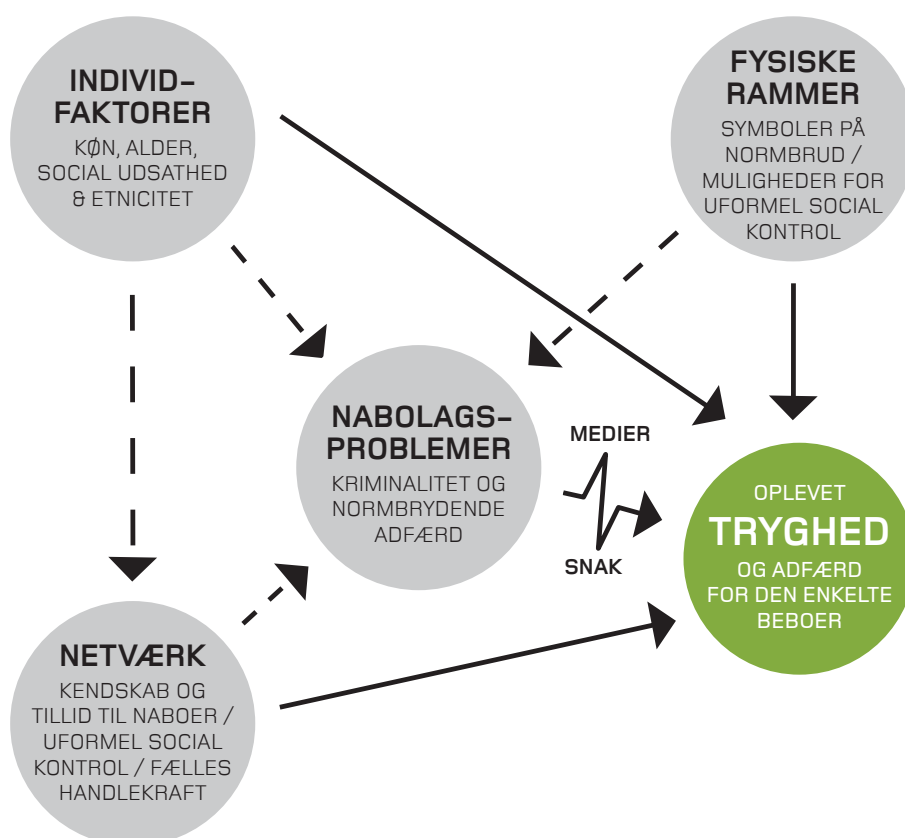 INDIVID–
FAKTORER
KØN, ALDER,
SOCIAL UDSATHED
& ETNICITET
FYSISKE
RAMMER
SYMBOLER PÅ
NORMBRUD /
MULIGHEDER FOR
UFORMEL SOCIAL
KONTROL
NABOLAGS–
PROBLEMER
KRIMINALITET OG
NORMBRYDENDE
ADFÆRD
MEDIER
SNAK
OPLEVET
TRYGHED
OG ADFÆRD
FOR DEN ENKELTE
BEBOER
NETVÆRK
KENDSKAB OG
TILLID TIL NABOER /
UFORMEL SOCIAL
KONTROL / FÆLLES
HANDLEKRAFT